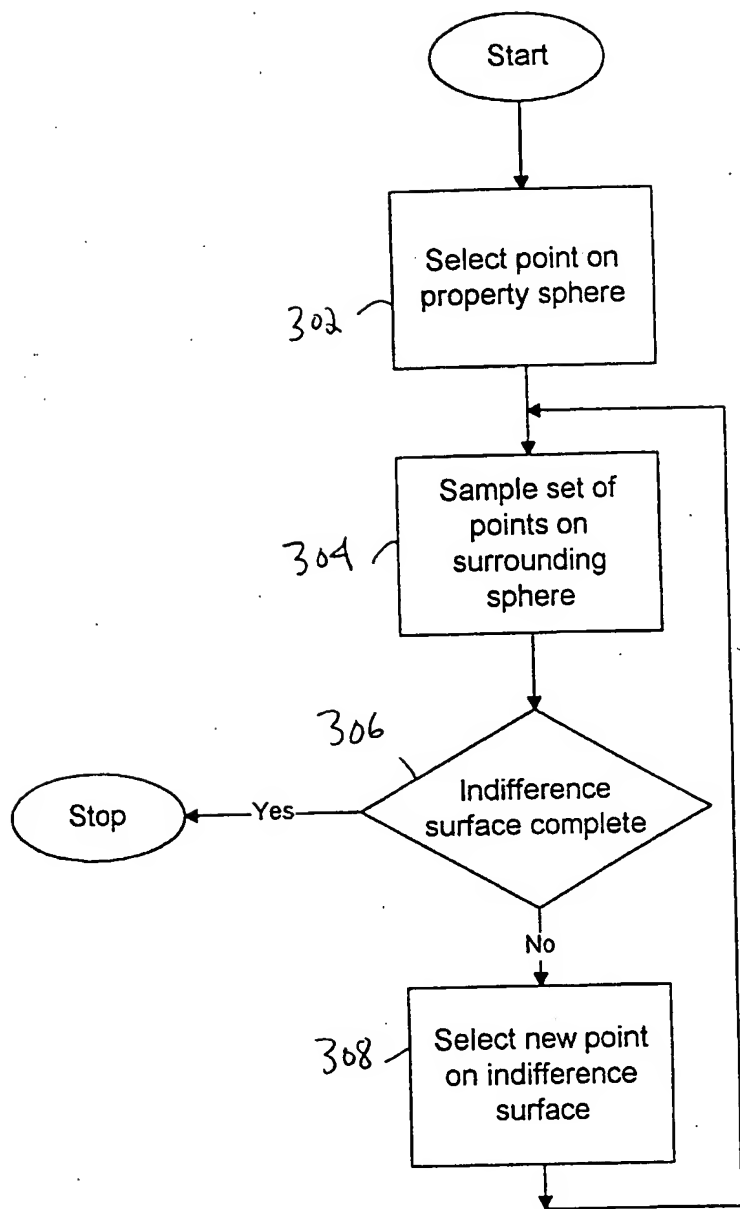 Start
Select point on
property sphere
302
Sample set of
points on
surrounding
sphere
304
306
Indifference
surface complete
Yes
Stop
No
Select new point
on indifference
surface
308